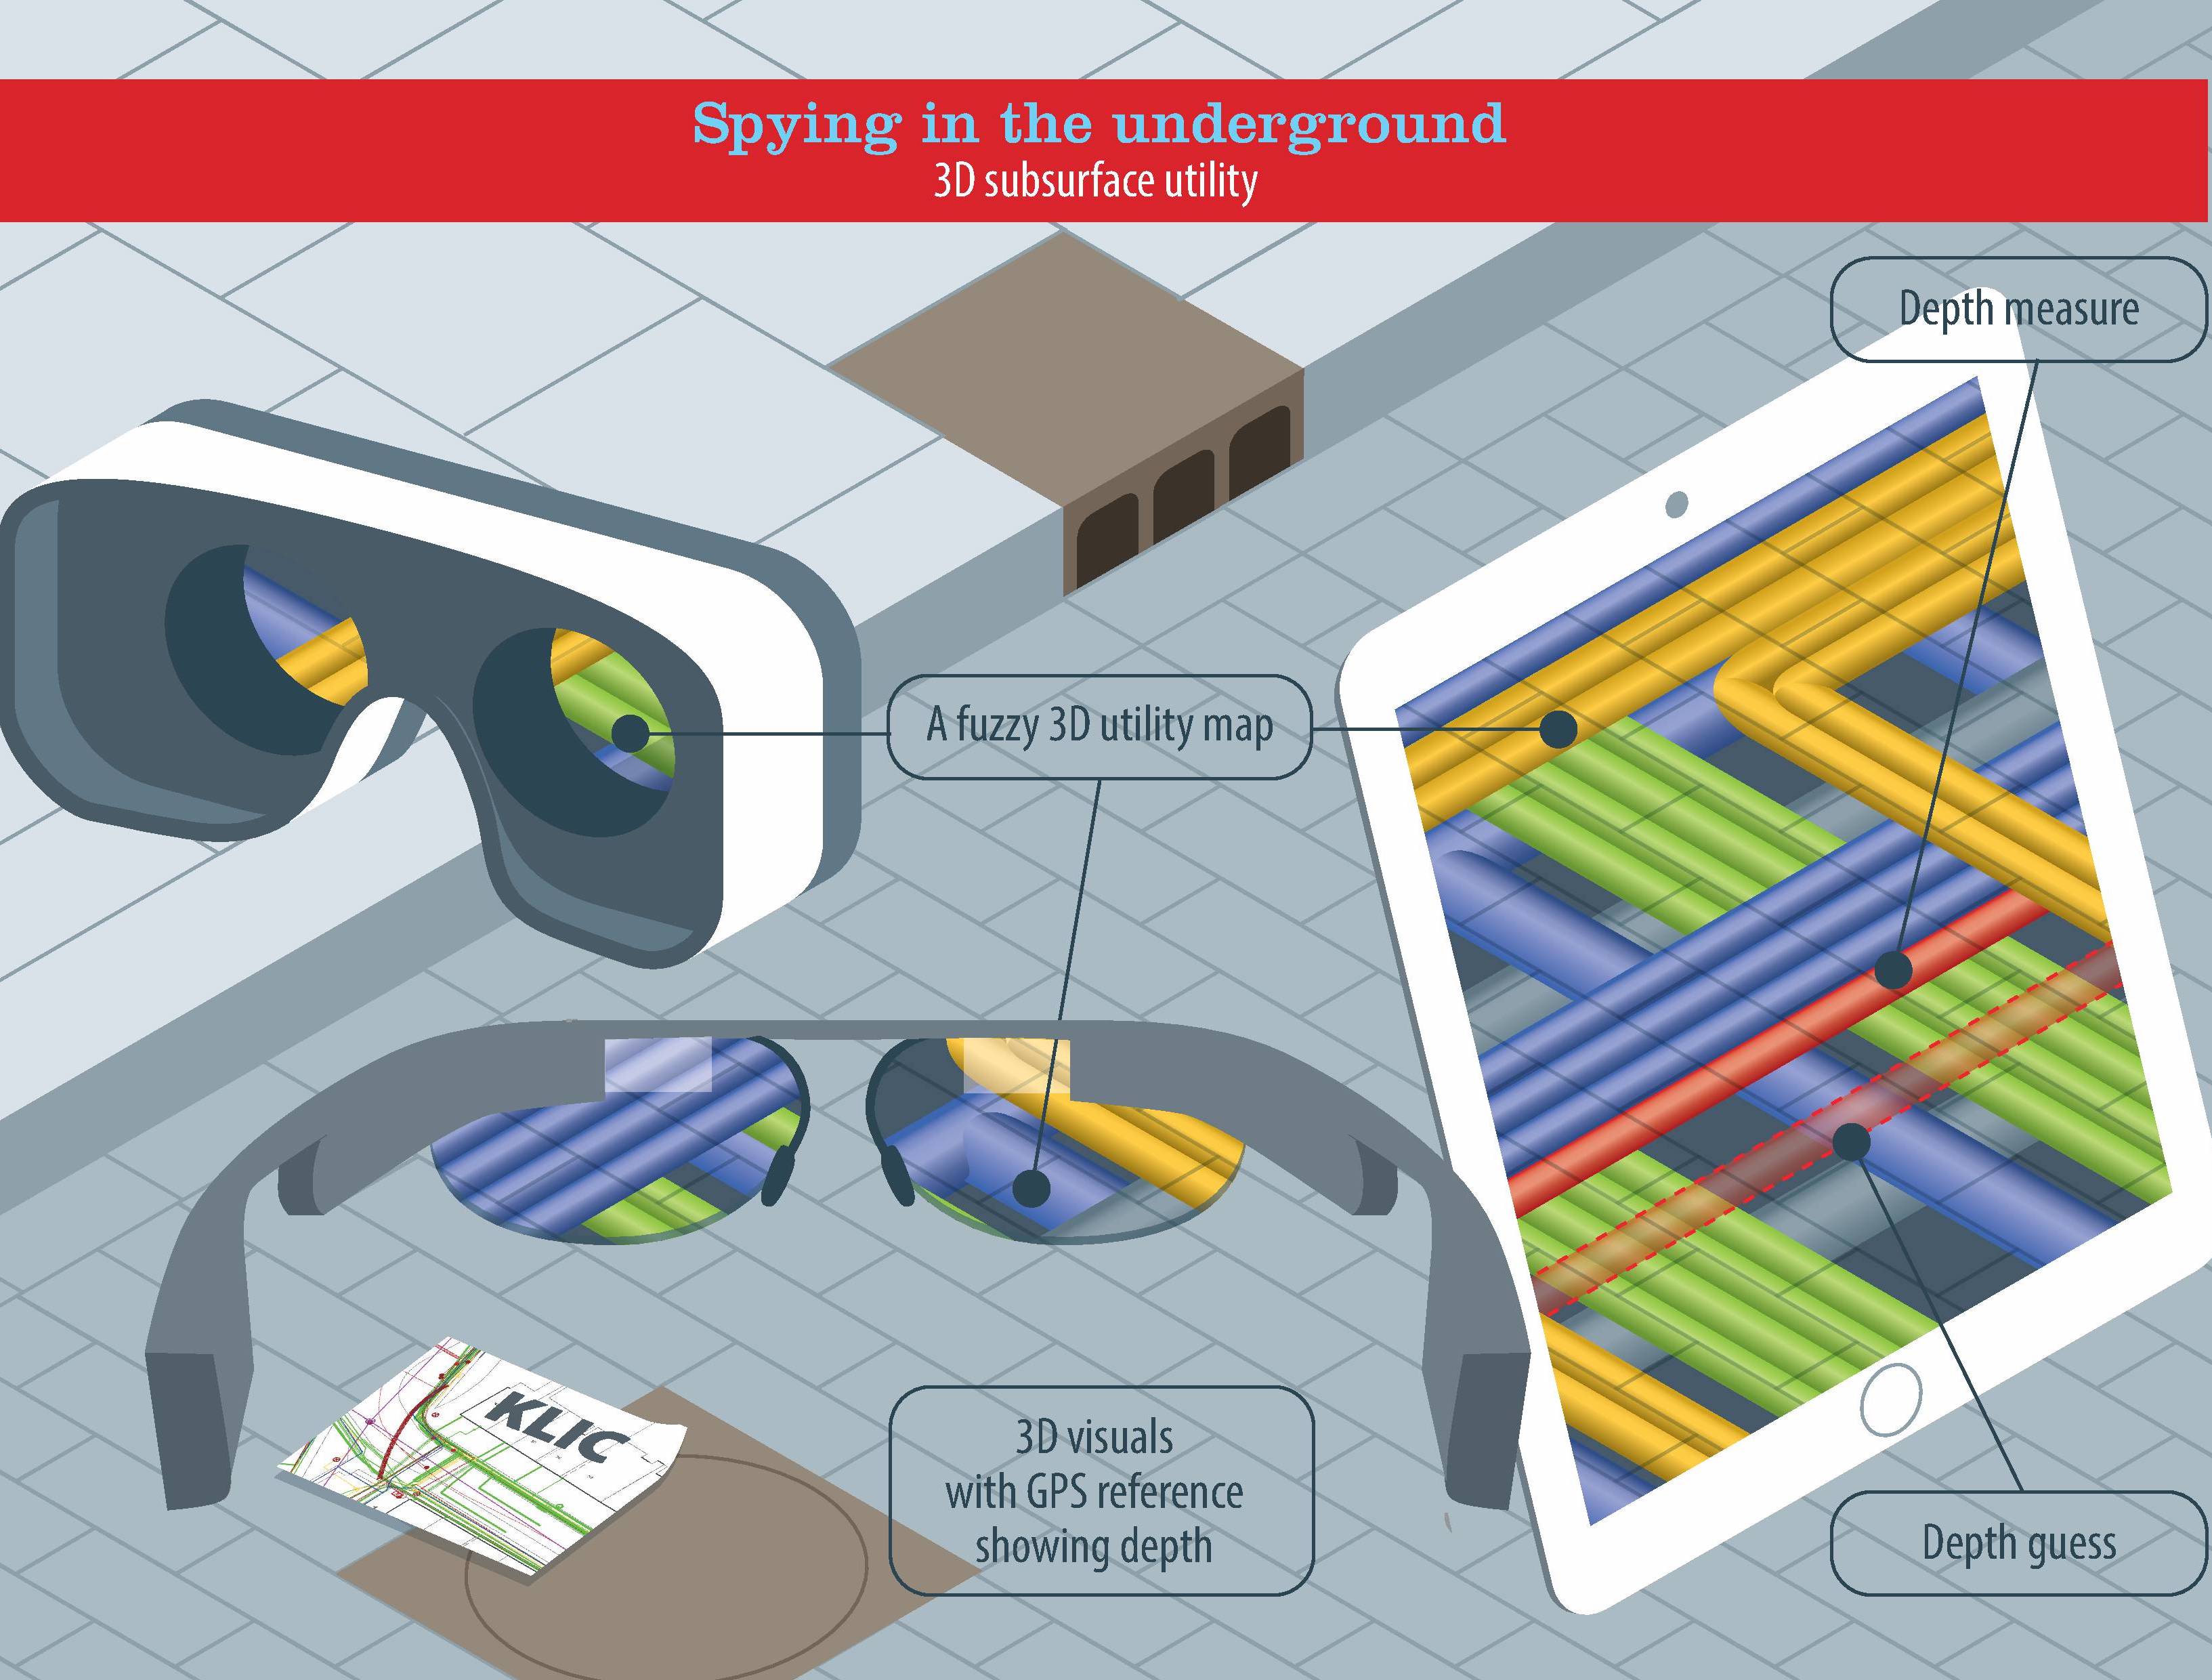 Spying in the underground
3D subsurface utility
Depth measure
A fuzzy 3D utility map
KLIC
3D visuals
with GPS reference
showing depth
Depth guess